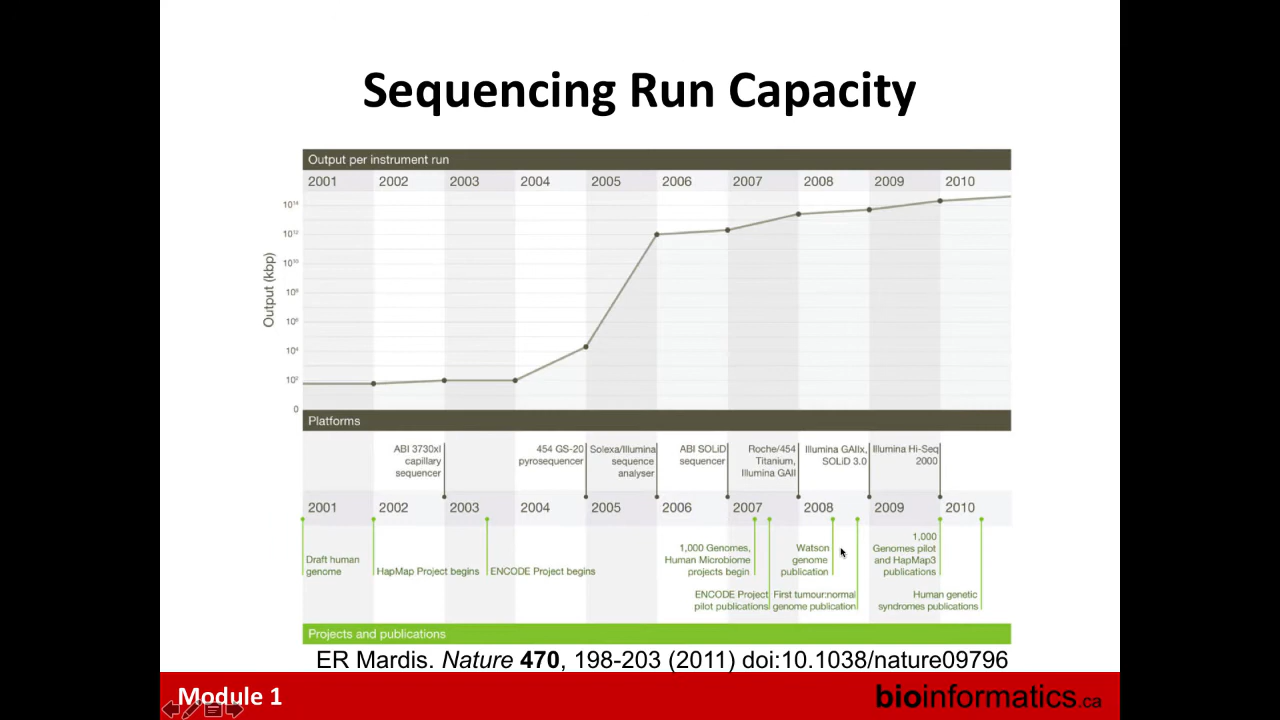 Sequencing Run Capacity
Output per instrument run
2001 2002 2003 2004 2005 2006 2007 2008 2009 2010
10¹⁴
10¹²
10¹⁰
10⁸
10⁶
10⁴
10²
0
Output (kbp)
Platforms
ABI 3730xl
capillary
sequencer
454 GS-20
pyrosequencer
Solexa/Illumina
sequence
analyser
ABI SOLiD
sequencer
Roche/454
Titanium,
Illumina GAII
Illumina GAIIx,
SOLiD 3.0
Illumina Hi-Seq
2000
2001 2002 2003 2004 2005 2006 2007 2008 2009 2010
Draft human
genome
HapMap Project begins
ENCODE Project begins
1,000 Genomes,
Human Microbiome
projects begin
ENCODE Project
pilot publications
Watson
genome
publication
First tumour:normal
genome publication
1,000
Genomes pilot
and HapMap3
publications
Human genetic
syndromes publications
Projects and publications
ER Mardis. Nature 470, 198-203 (2011) doi:10.1038/nature09796
Module 1
bioinformatics.ca